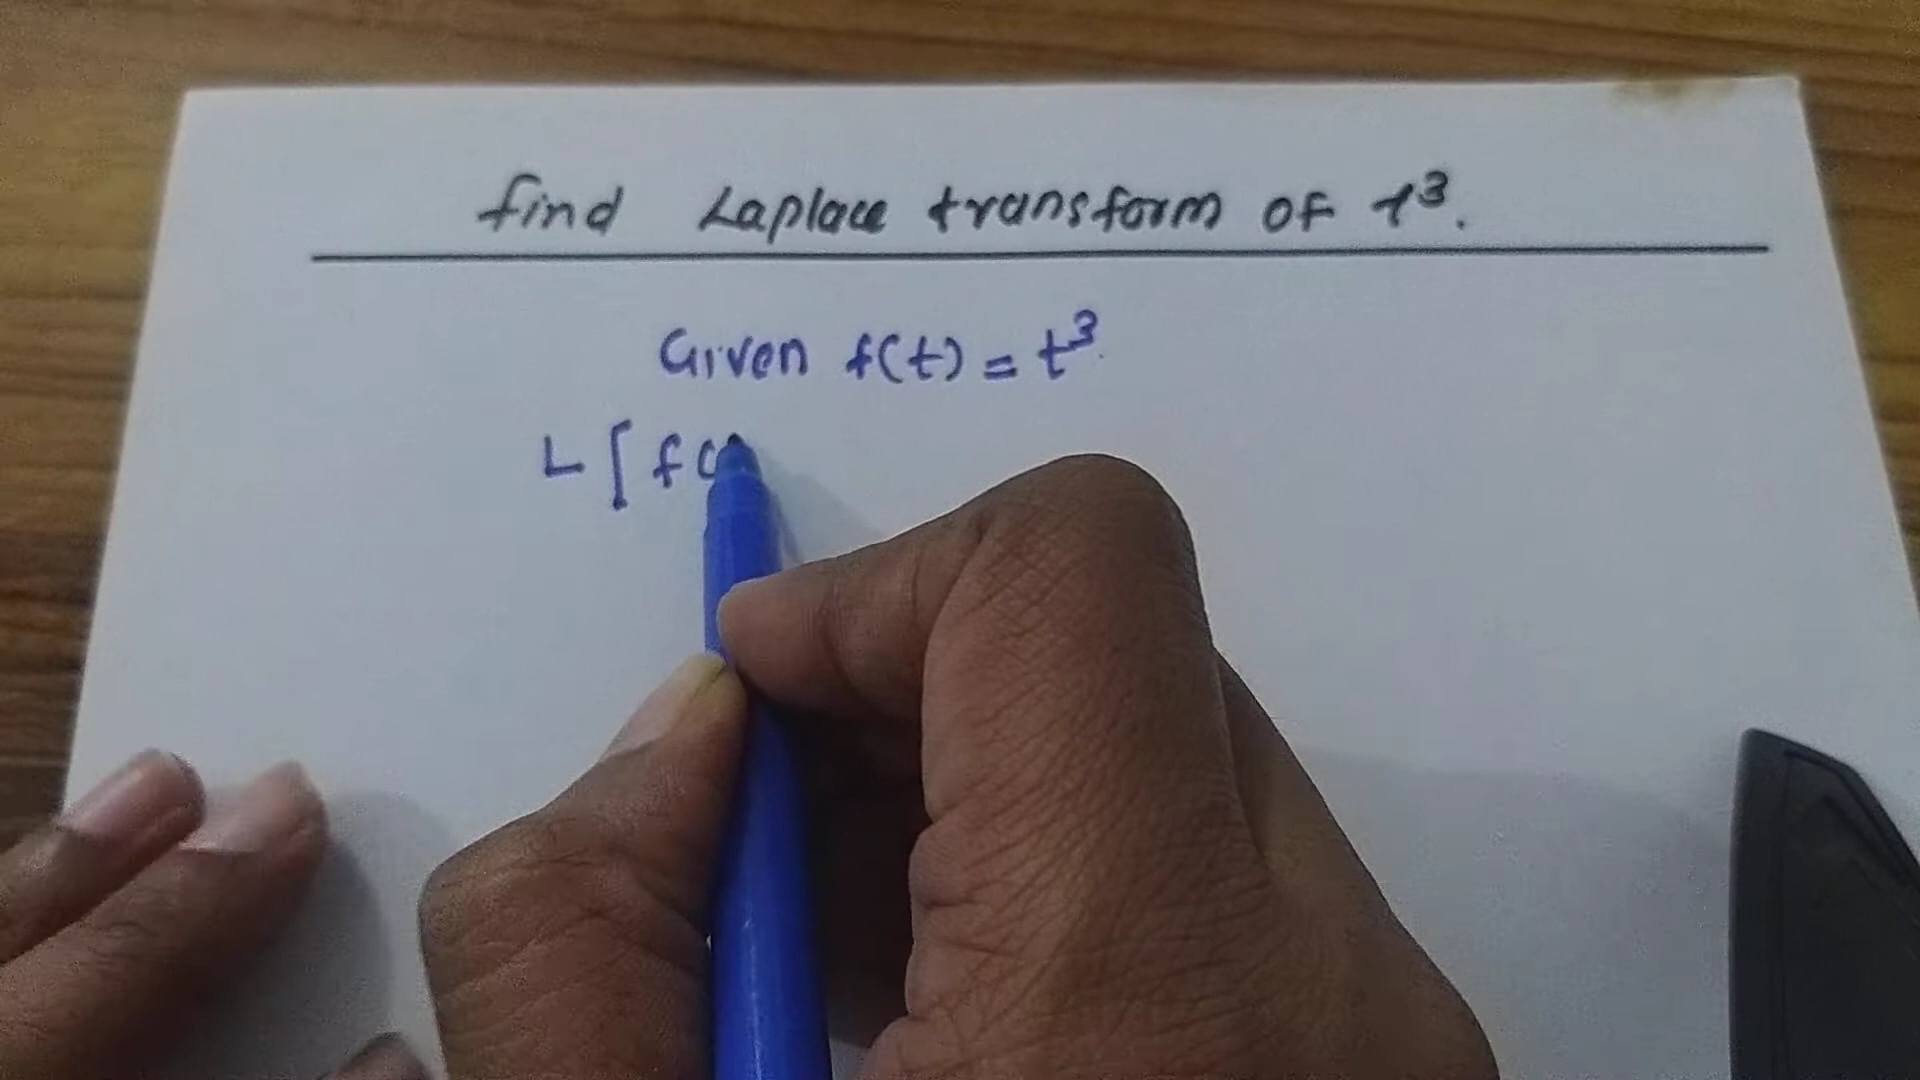 find Laplace transform of t³.
Given f(t) = t³
L [ f(